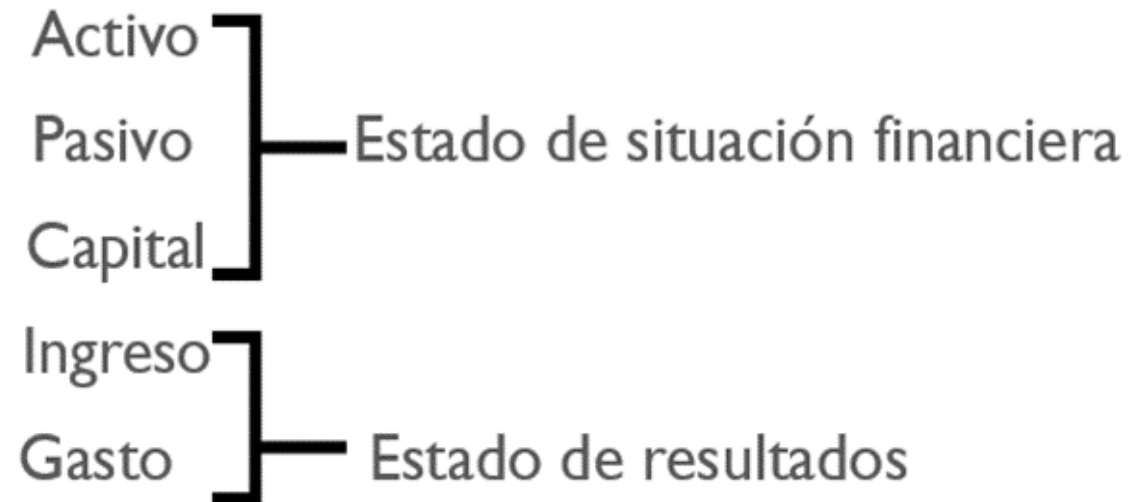 Activo
Pasivo
Estado de situación financiera
Capital
Ingreso
Gasto
Estado de resultados